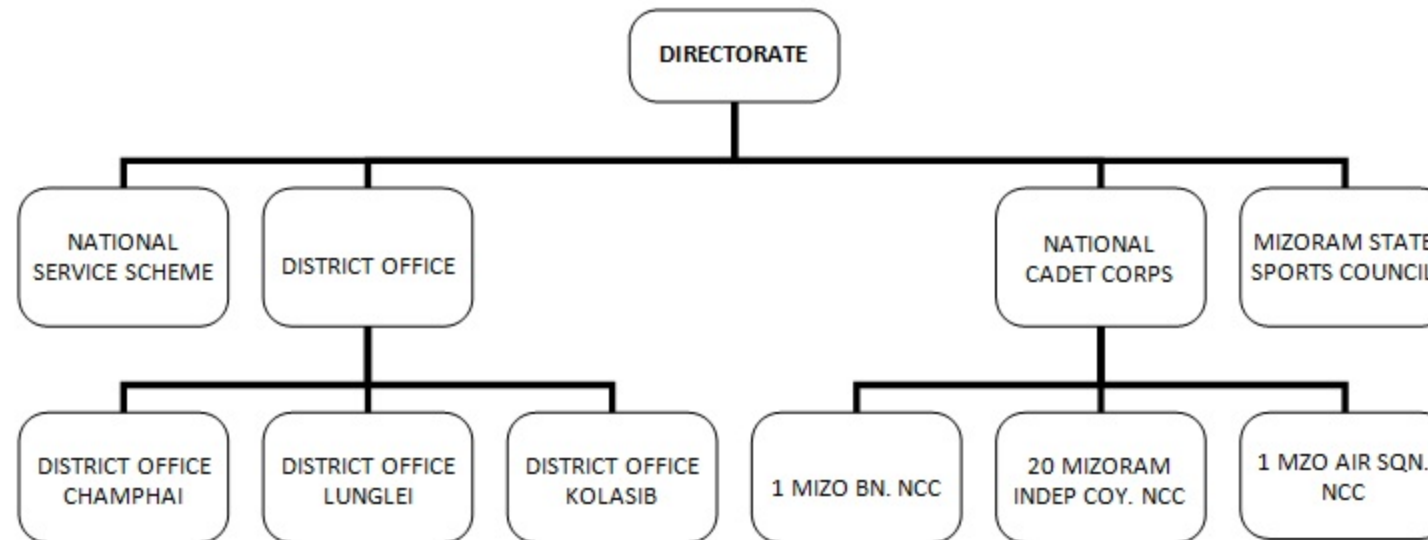 DIRECTORATE
NATIONAL
SERVICE SCHEME
DISTRICT OFFICE
NATIONAL
CADET CORPS
MIZORAM STATE
SPORTS COUNCIL
DISTRICT OFFICE
CHAMPHAI
DISTRICT OFFICE
LUNGLEI
DISTRICT OFFICE
KOLASIB
1 MIZO BN. NCC
20 MIZORAM
INDEP COY. NCC
1 MZO AIR SQN.
NCC